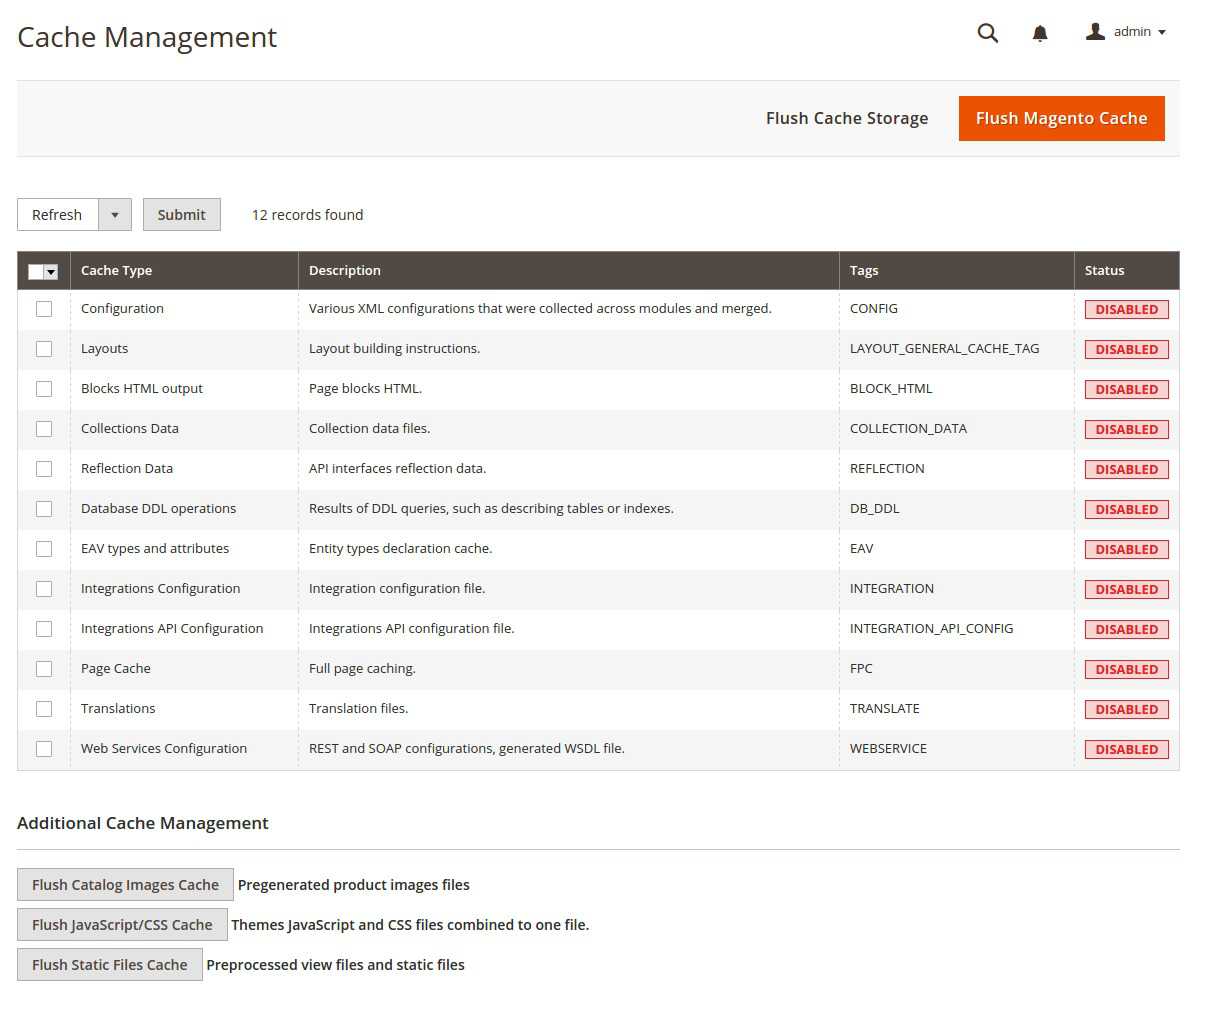 Cache Management
admin
Flush Cache Storage
Flush Magento Cache
Refresh
Submit
12 records found
Cache Type Description Tags Status
Configuration Various XML configurations that were collected across modules and merged. CONFIG DISABLED
Layouts Layout building instructions. LAYOUT_GENERAL_CACHE_TAG DISABLED
Blocks HTML output Page blocks HTML. BLOCK_HTML DISABLED
Collections Data Collection data files. COLLECTION_DATA DISABLED
Reflection Data API interfaces reflection data. REFLECTION DISABLED
Database DDL operations Results of DDL queries, such as describing tables or indexes. DB_DDL DISABLED
EAV types and attributes Entity types declaration cache. EAV DISABLED
Integrations Configuration Integration configuration file. INTEGRATION DISABLED
Integrations API Configuration Integrations API configuration file. INTEGRATION_API_CONFIG DISABLED
Page Cache Full page caching. FPC DISABLED
Translations Translation files. TRANSLATE DISABLED
Web Services Configuration REST and SOAP configurations, generated WSDL file. WEBSERVICE DISABLED
Additional Cache Management
Flush Catalog Images Cache Pregenerated product images files
Flush JavaScript/CSS Cache Themes JavaScript and CSS files combined to one file.
Flush Static Files Cache Preprocessed view files and static files